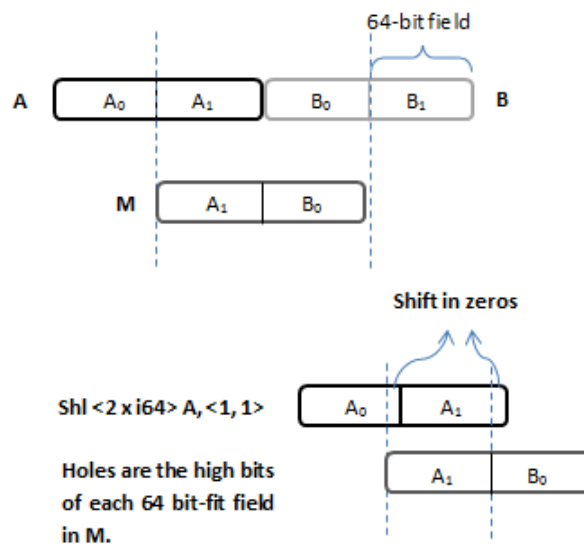 64-bit field
A A₀ A₁ B₀ B₁ B
M A₁ B₀
Shift in zeros
Shl <2 x i64> A, <1, 1> A₀ A₁
Holes are the high bits
of each 64 bit-fit field
in M.
A₁ B₀